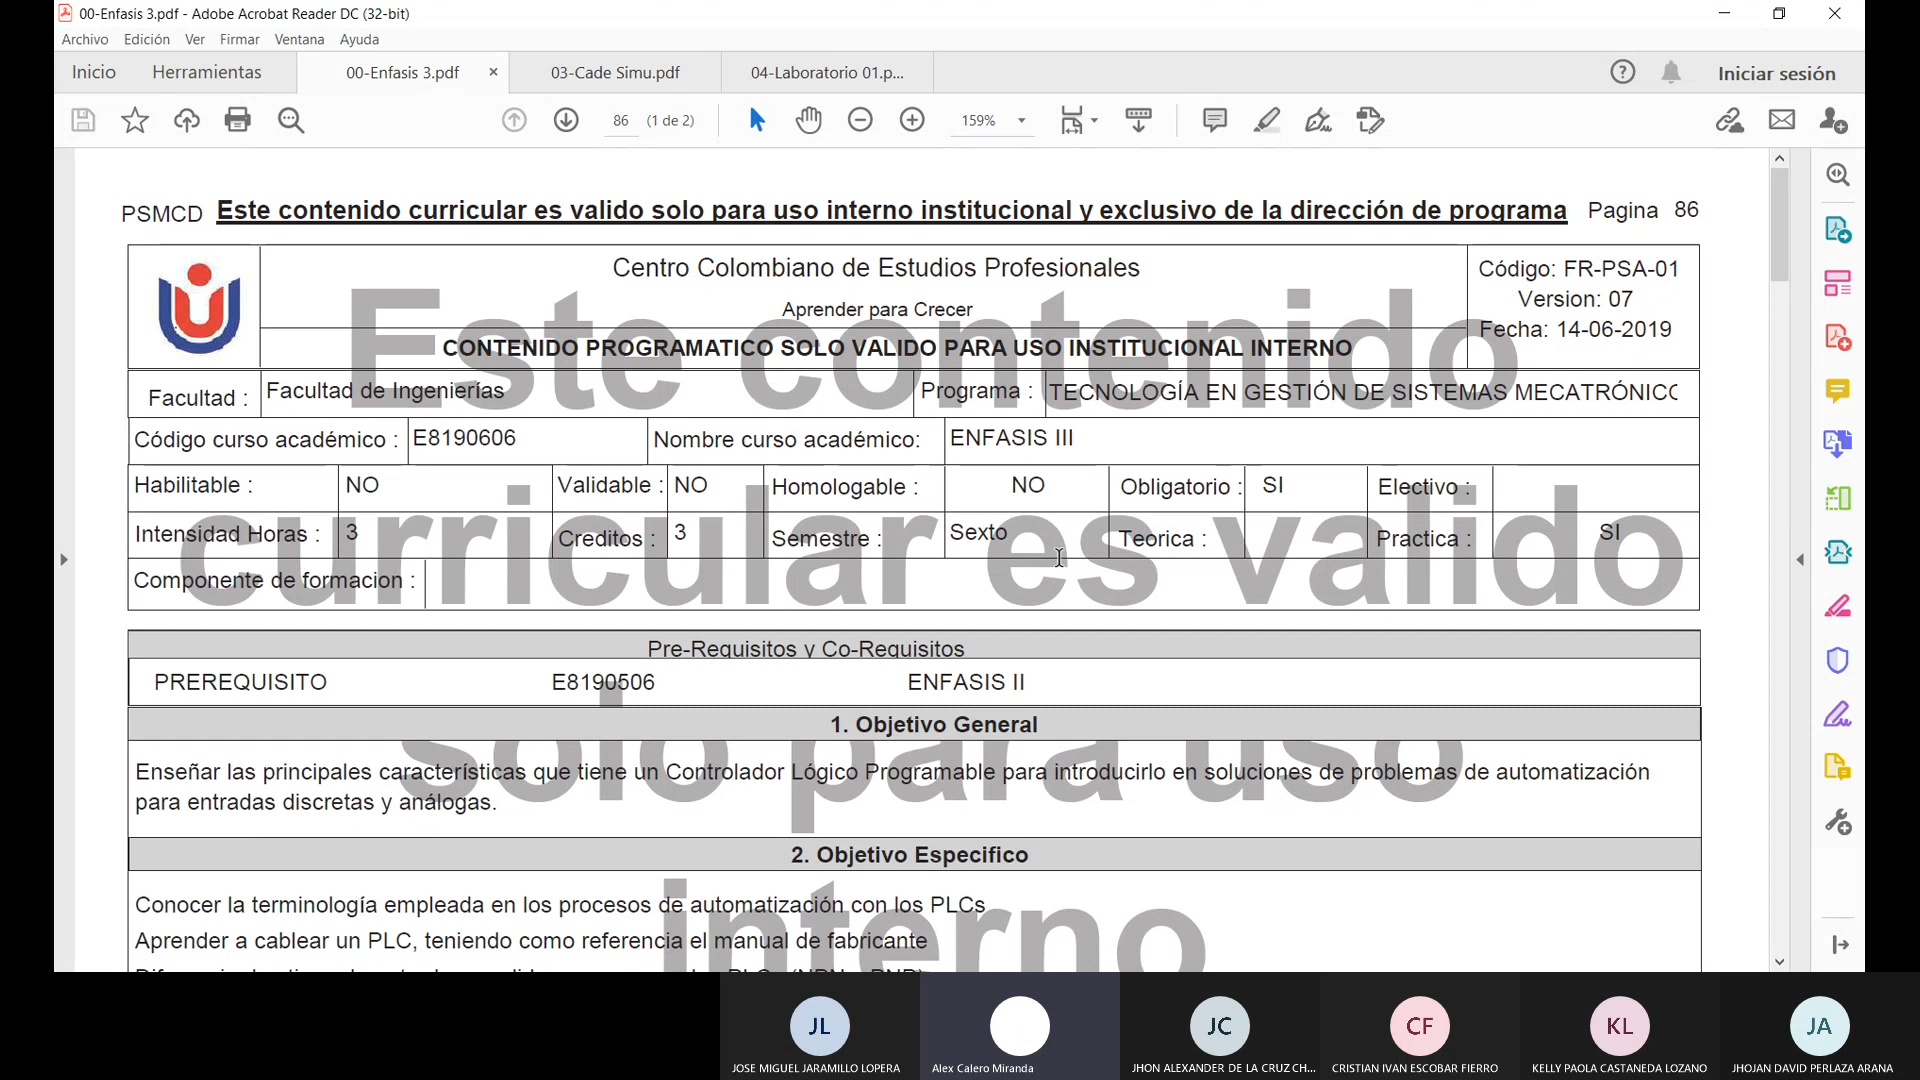 00-Enfasis 3.pdf - Adobe Acrobat Reader DC (32-bit)
Archivo Edición Ver Firmar Ventana Ayuda
Inicio Herramientas 00-Enfasis 3.pdf 03-Cade Simu.pdf 04-Laboratorio 01.p... Iniciar sesión
86 (1 de 2) 159%
PSMCD Este contenido curricular es valido solo para uso interno institucional y exclusivo de la dirección de programa Pagina 86
Centro Colombiano de Estudios Profesionales
Aprender para Crecer
CONTENIDO PROGRAMATICO SOLO VALIDO PARA USO INSTITUCIONAL INTERNO
Código: FR-PSA-01
Version: 07
Fecha: 14-06-2019
Este contenido
Facultad : Facultad de Ingenierías Programa : TECNOLOGÍA EN GESTIÓN DE SISTEMAS MECATRÓNICO
Código curso académico : E8190606 Nombre curso académico: ENFASIS III
Habilitable : NO Validable : NO Homologable : NO Obligatorio : SI Electivo :
Intensidad Horas : 3 Creditos : 3 Semestre : Sexto Teorica : Practica : SI
curricular es valido
Componente de formacion :
Pre-Requisitos y Co-Requisitos
PREREQUISITO E8190506 ENFASIS II
1. Objetivo General
solo para uso
Enseñar las principales características que tiene un Controlador Lógico Programable para introducirlo en soluciones de problemas de automatización
para entradas discretas y análogas.
2. Objetivo Especifico
Conocer la terminología empleada en los procesos de automatización con los PLCs
interno
Aprender a cablear un PLC, teniendo como referencia el manual de fabricante
JL JC CF KL JA
JOSE MIGUEL JARAMILLO LOPERA Alex Calero Miranda JHON ALEXANDER DE LA CRUZ CH... CRISTIAN IVAN ESCOBAR FIERRO KELLY PAOLA CASTANEDA LOZANO JHOJAN DAVID PERLAZA ARANA